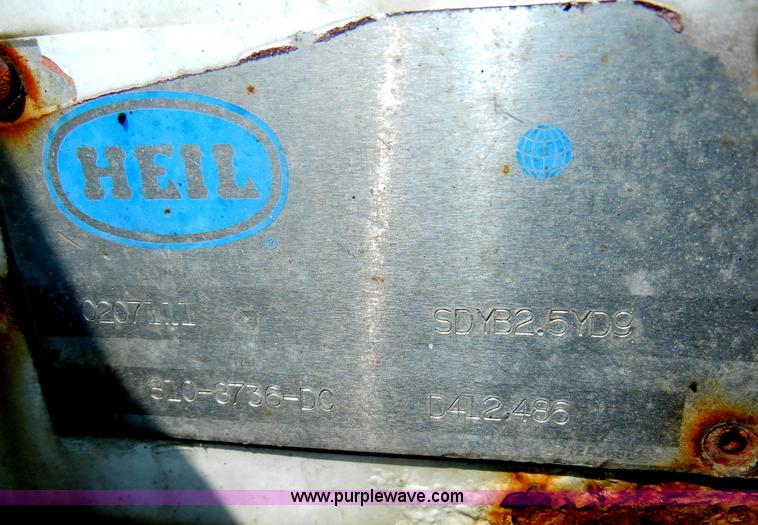 HEIL
®
0207111 SDYB2.5YD9
810-8736-DC D412,486
www.purplewave.com